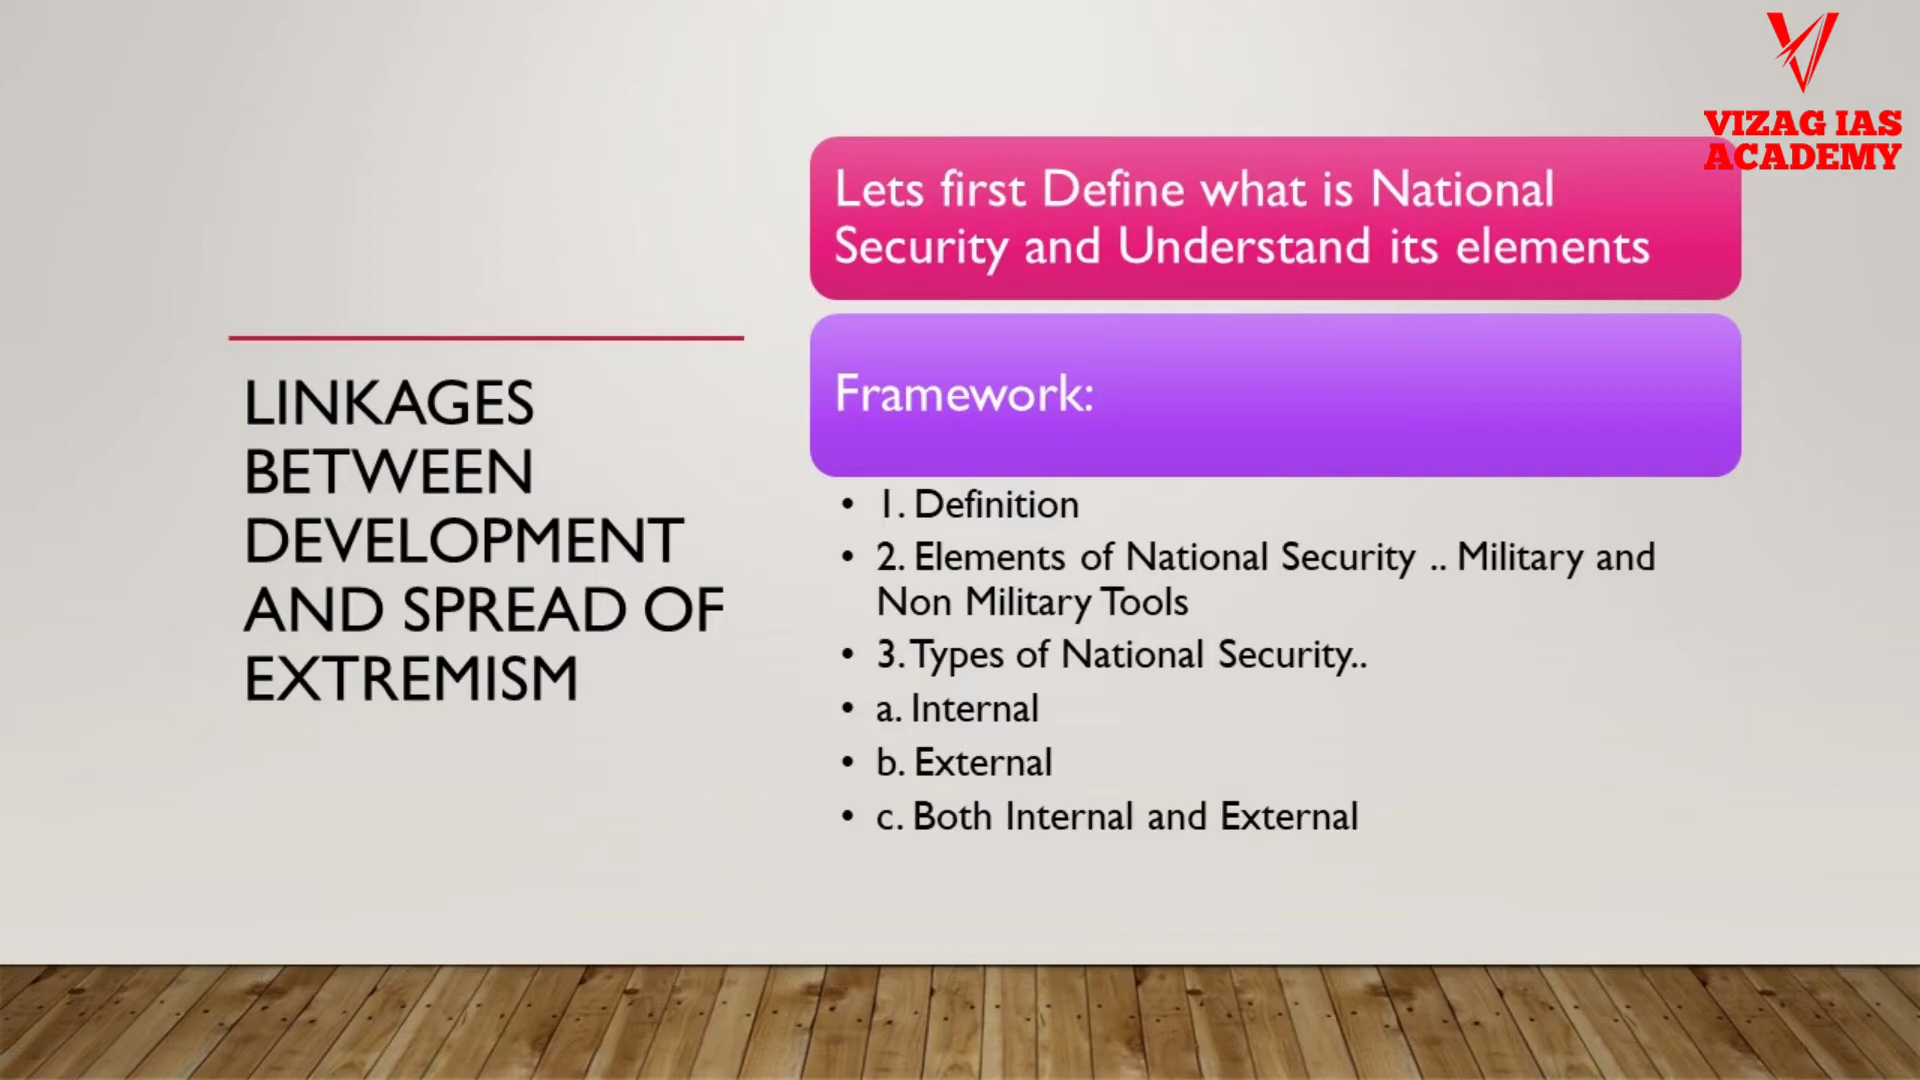 VIZAG IAS
ACADEMY
Lets first Define what is National
Security and Understand its elements
LINKAGES
BETWEEN
DEVELOPMENT
AND SPREAD OF
EXTREMISM
Framework:
• 1. Definition
• 2. Elements of National Security .. Military and
Non Military Tools
• 3. Types of National Security..
• a. Internal
• b. External
• c. Both Internal and External